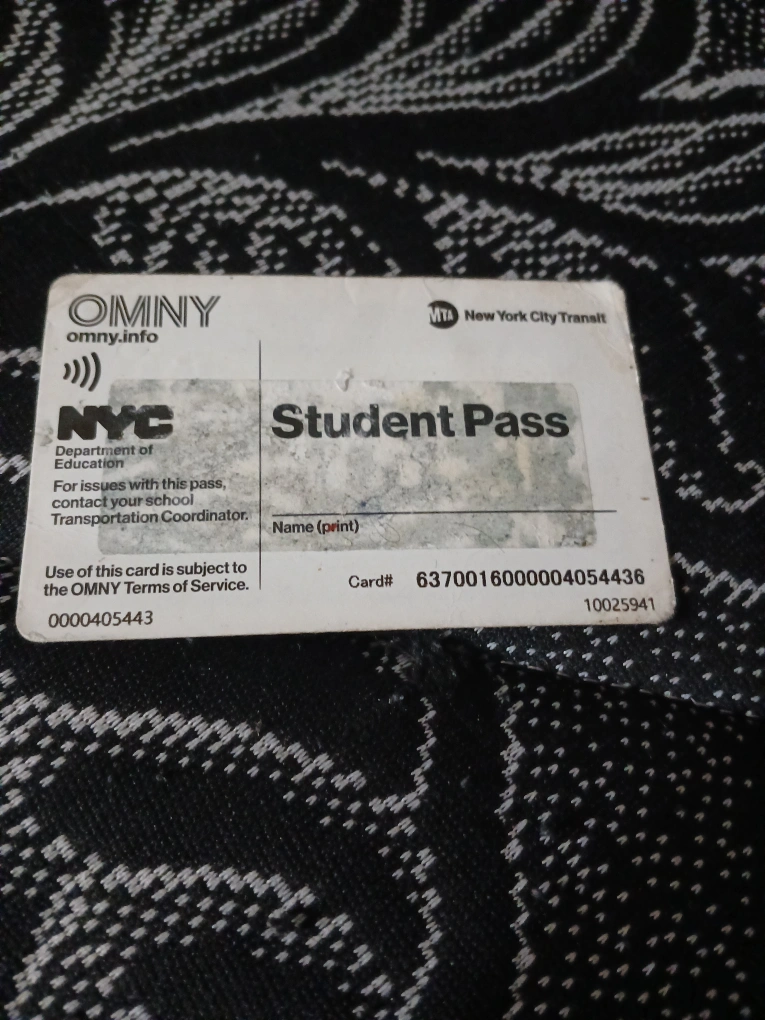 OMNY
omny.info
MTA New York City Transit
NYC
Department of
Education
For issues with this pass,
contact your school
Transportation Coordinator.
Use of this card is subject to
the OMNY Terms of Service.
0000405443
Student Pass
Name (print)
Card# 6370016000004054436
10025941